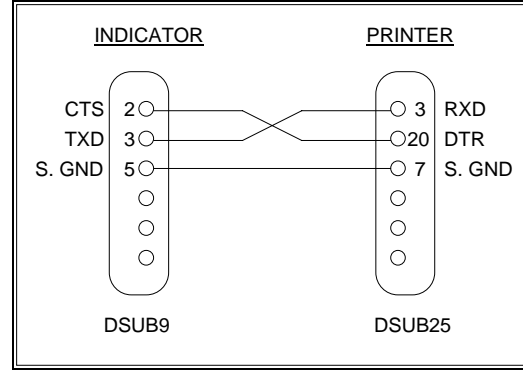 INDICATOR PRINTER
CTS 2 3 RXD
TXD 3 20 DTR
S. GND 5 7 S. GND
DSUB9 DSUB25